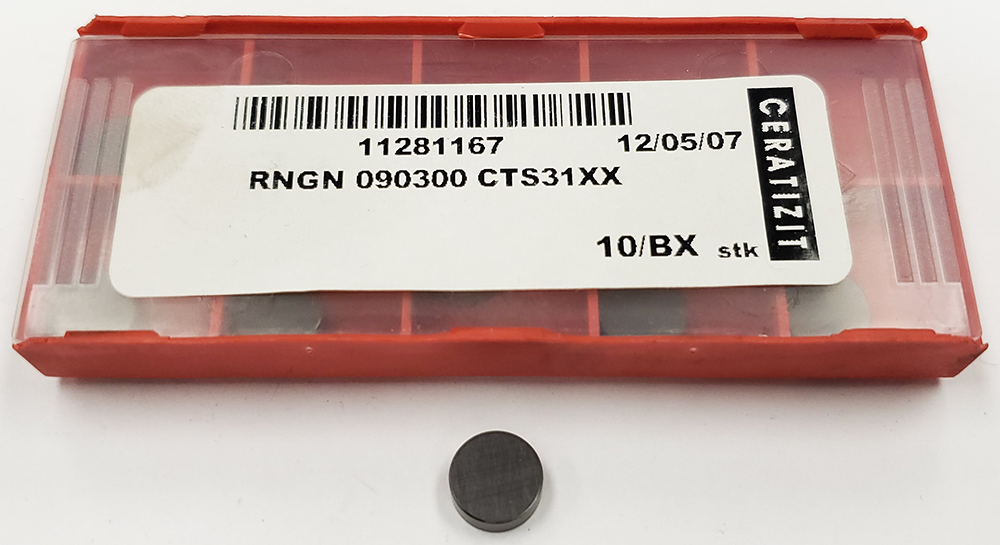 11281167 12/05/07
RNGN 090300 CTS31XX
10/BX stk
CERATIZIT